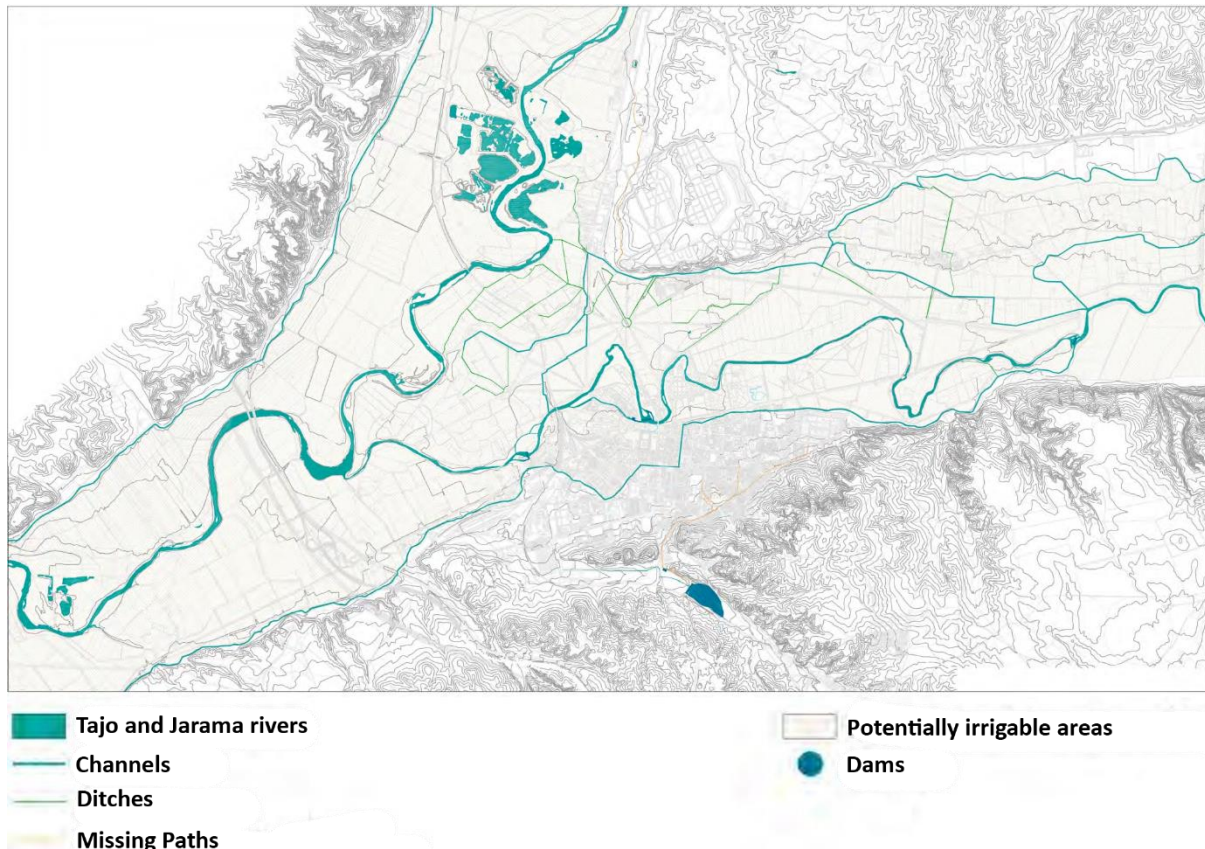 Tajo and Jarama rivers
Channels
Ditches
Missing Paths
Potentially irrigable areas
Dams